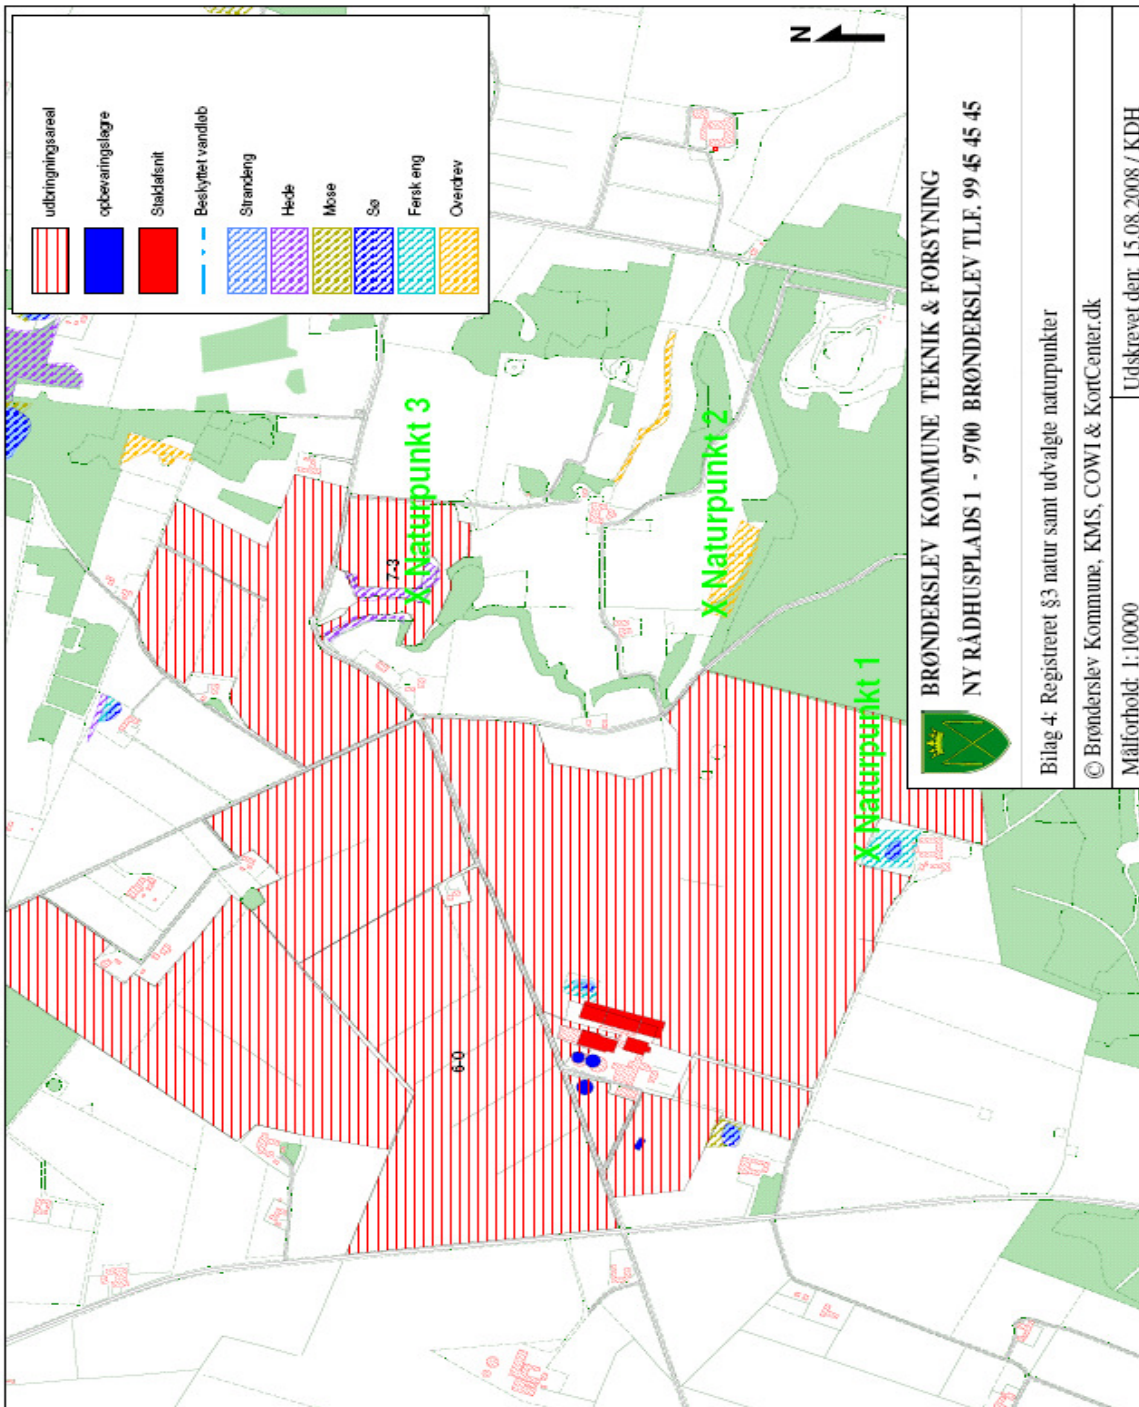 udbringningsareal
opbevaringslagre
Staldafsnit
Beskyttet vandløb
Strandeng
Hede
Mose
Sø
Fersk eng
Overdrev
N
X Naturpunkt 3
7-3
X Naturpunkt 2
X Naturpunkt 1
6-0
BRØNDERSLEV KOMMUNE TEKNIK & FORSYNING
NY RÅDHUSPLADS 1 - 9700 BRØNDERSLEV TLF. 99 45 45 45
Bilag 4: Registreret §3 natur samt udvalgte naturpunkter
© Brønderslev Kommune, KMS, COWI & KortCenter.dk
Målforhold: 1:10000
Udskrevet den: 15.08.2008 / KDH